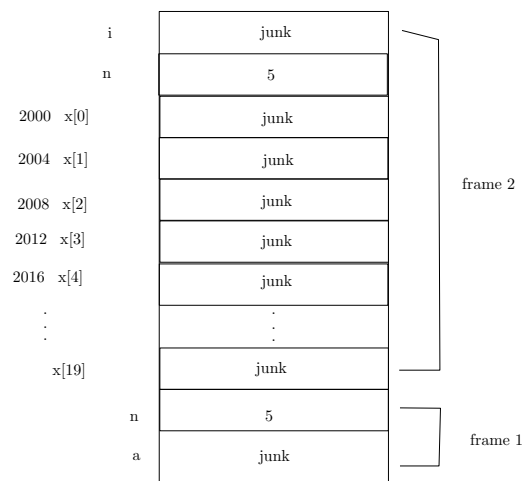 i junk
n 5
2000 x[0] junk
2004 x[1] junk
2008 x[2] junk
frame 2
2012 x[3] junk
2016 x[4] junk
. .
. .
. .
x[19] junk
n 5
frame 1
a junk